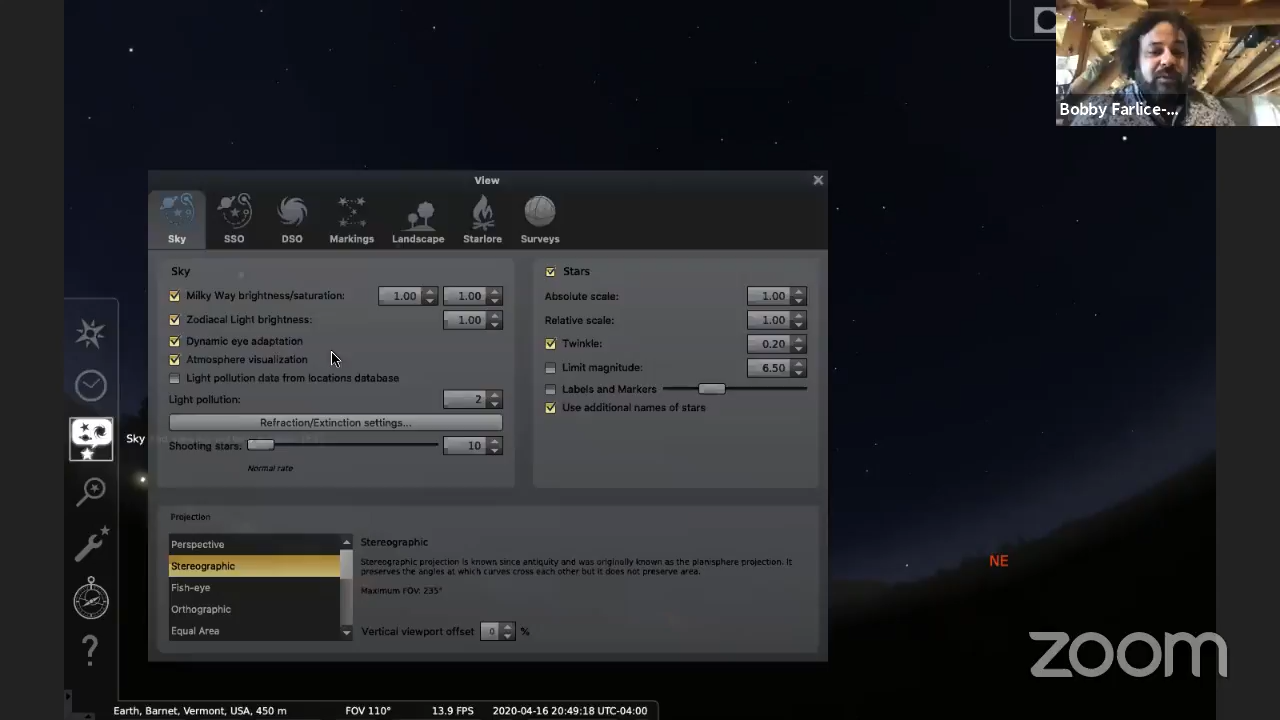 Bobby Farlice-...
View
Sky
SSO
DSO
Markings
Landscape
Starlore
Surveys
Sky
Milky Way brightness/saturation: 1.00 1.00
Zodiacal Light brightness: 1.00
Dynamic eye adaptation
Atmosphere visualization
Light pollution data from locations database
Light pollution: 2
Refraction/Extinction settings...
Shooting stars: 10
Normal rate
Stars
Absolute scale: 1.00
Relative scale: 1.00
Twinkle: 0.20
Limit magnitude: 6.50
Labels and Markers
Use additional names of stars
Sky
Projection
Perspective
Stereographic
Fish-eye
Orthographic
Equal Area
Stereographic
Stereographic projection is known since antiquity and was originally known as the planisphere projection. It
preserves the angles at which curves cross each other but it does not preserve area.
Maximum FOV: 235°
Vertical viewport offset 0 %
NE
zoom
Earth, Barnet, Vermont, USA, 450 m FOV 110° 13.9 FPS 2020-04-16 20:49:18 UTC-04:00